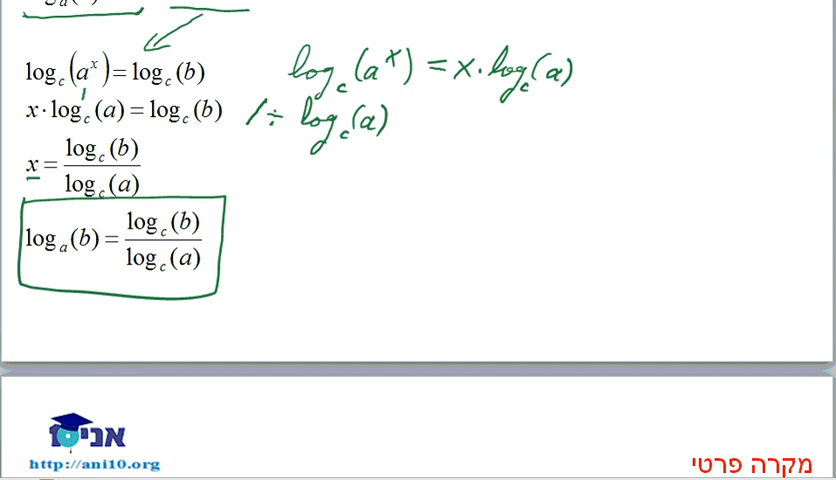 log_c(a^x) = log_c(b)
log_c(a^x) = x · log_c(a)
x · log_c(a) = log_c(b)
/ ÷ log_c(a)
x = log_c(b) / log_c(a)
log_a(b) = log_c(b) / log_c(a)
אני10
http://ani10.org
מקרה פרטי